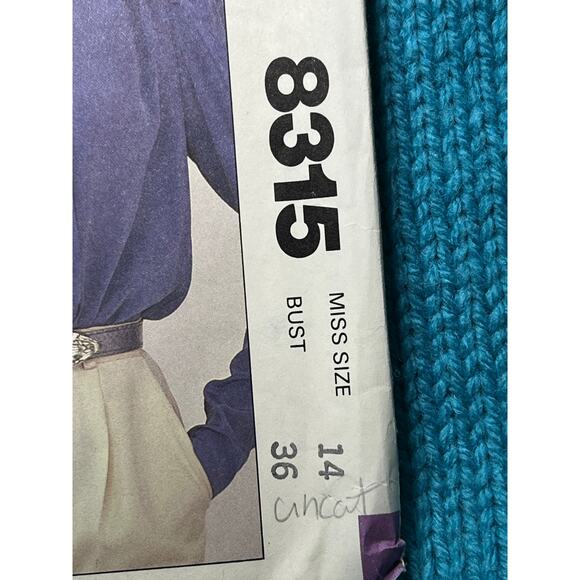 8315
MISS SIZE 14
BUST 36
uncut